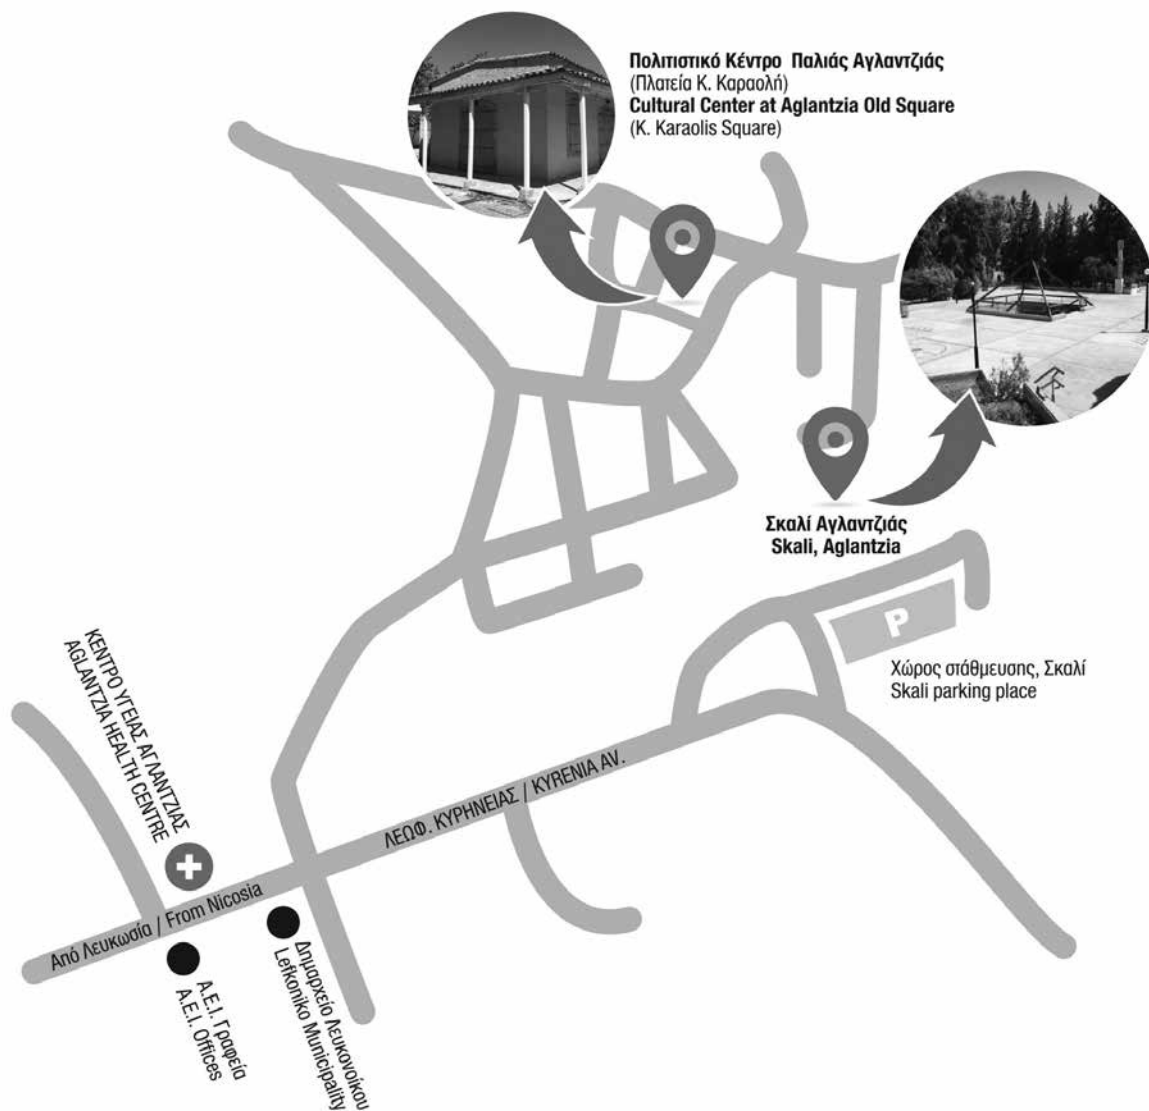 Πολιτιστικό Κέντρο Παλιάς Αγλαντζιάς
(Πλατεία Κ. Καραολή)
Cultural Center at Aglantzia Old Square
(K. Karaolis Square)
Σκαλί Αγλαντζιάς
Skali, Aglantzia
P
Χώρος στάθμευσης, Σκαλί
Skali parking place
ΚΕΝΤΡΟ ΥΓΕΙΑΣ ΑΓΛΑΝΤΖΙΑΣ
AGLANTZIA HEALTH CENTRE
ΛΕΩΦ. ΚΥΡΗΝΕΙΑΣ / KYRENIA AV.
Από Λευκωσία / From Nicosia
Α.Ε.Ι. Γραφεία
A.E.I. Offices
Δημαρχείο Λευκονοίκου
Lefkoniko Municipality